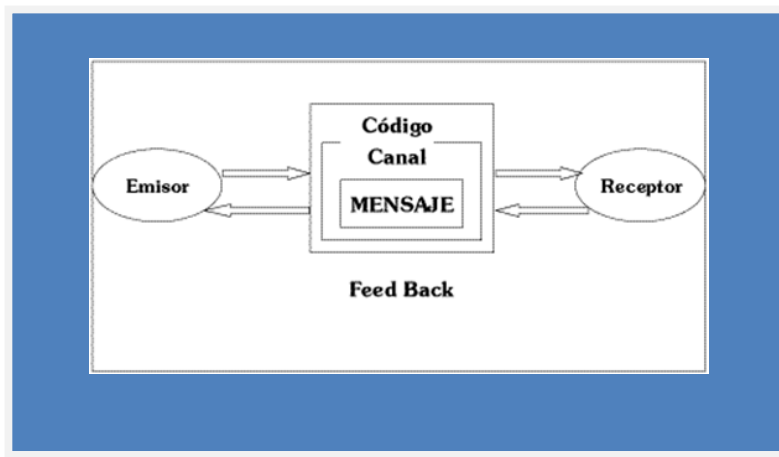 Código
Canal
Emisor
MENSAJE
Receptor
Feed Back